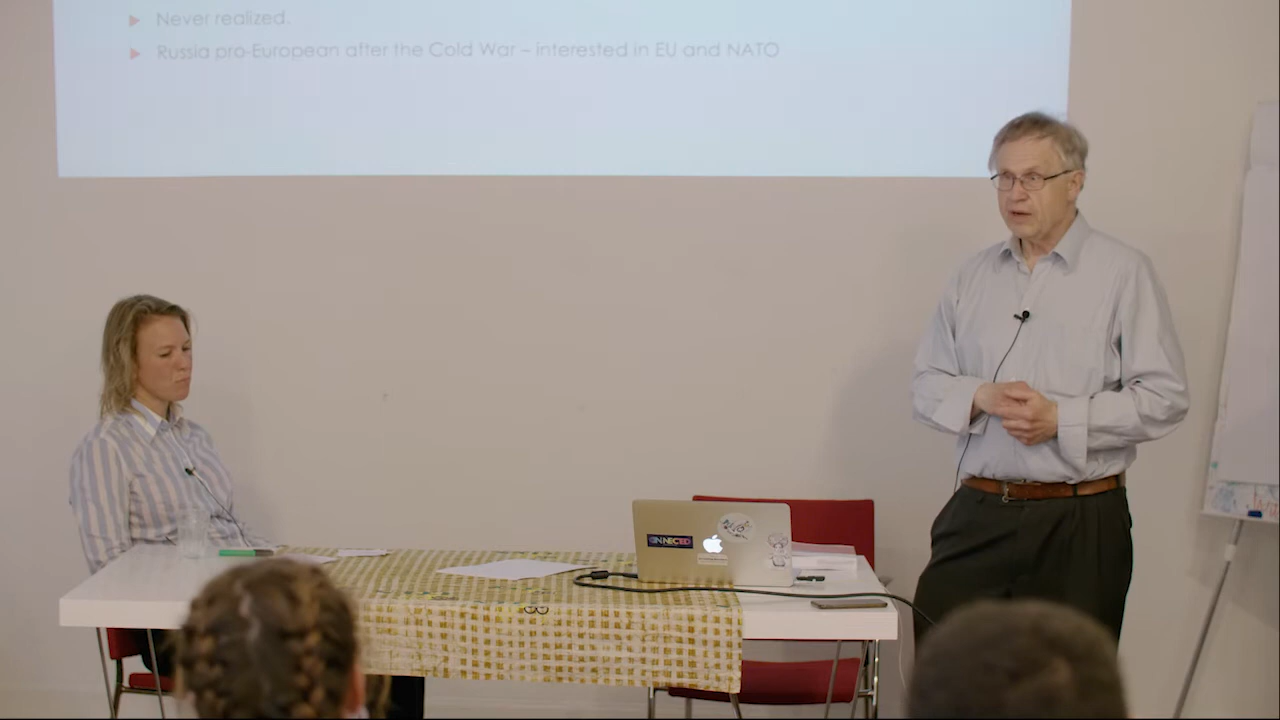 Never realized.
Russia pro-European after the Cold War – interested in EU and NATO